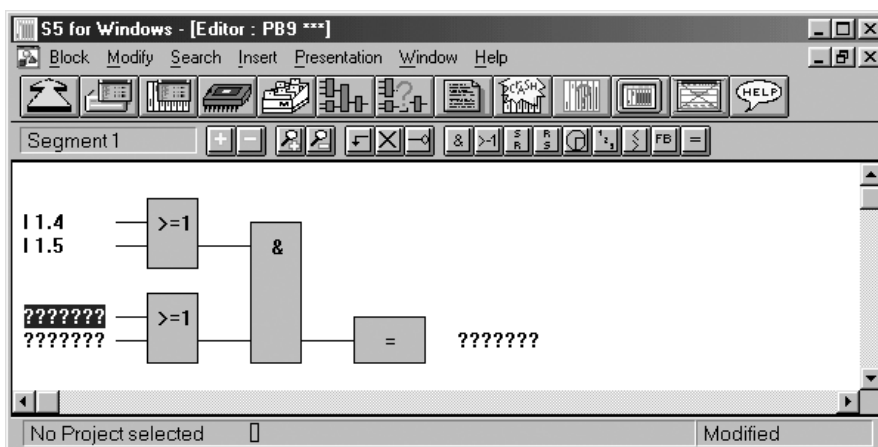 S5 for Windows - [Editor : PB9 ***]
Block Modify Search Insert Presentation Window Help
HELP
Segment 1
& >-1 S R R S FB =
I 1.4
I 1.5
>=1
&
???????
???????
>=1
=
???????
No Project selected
Modified